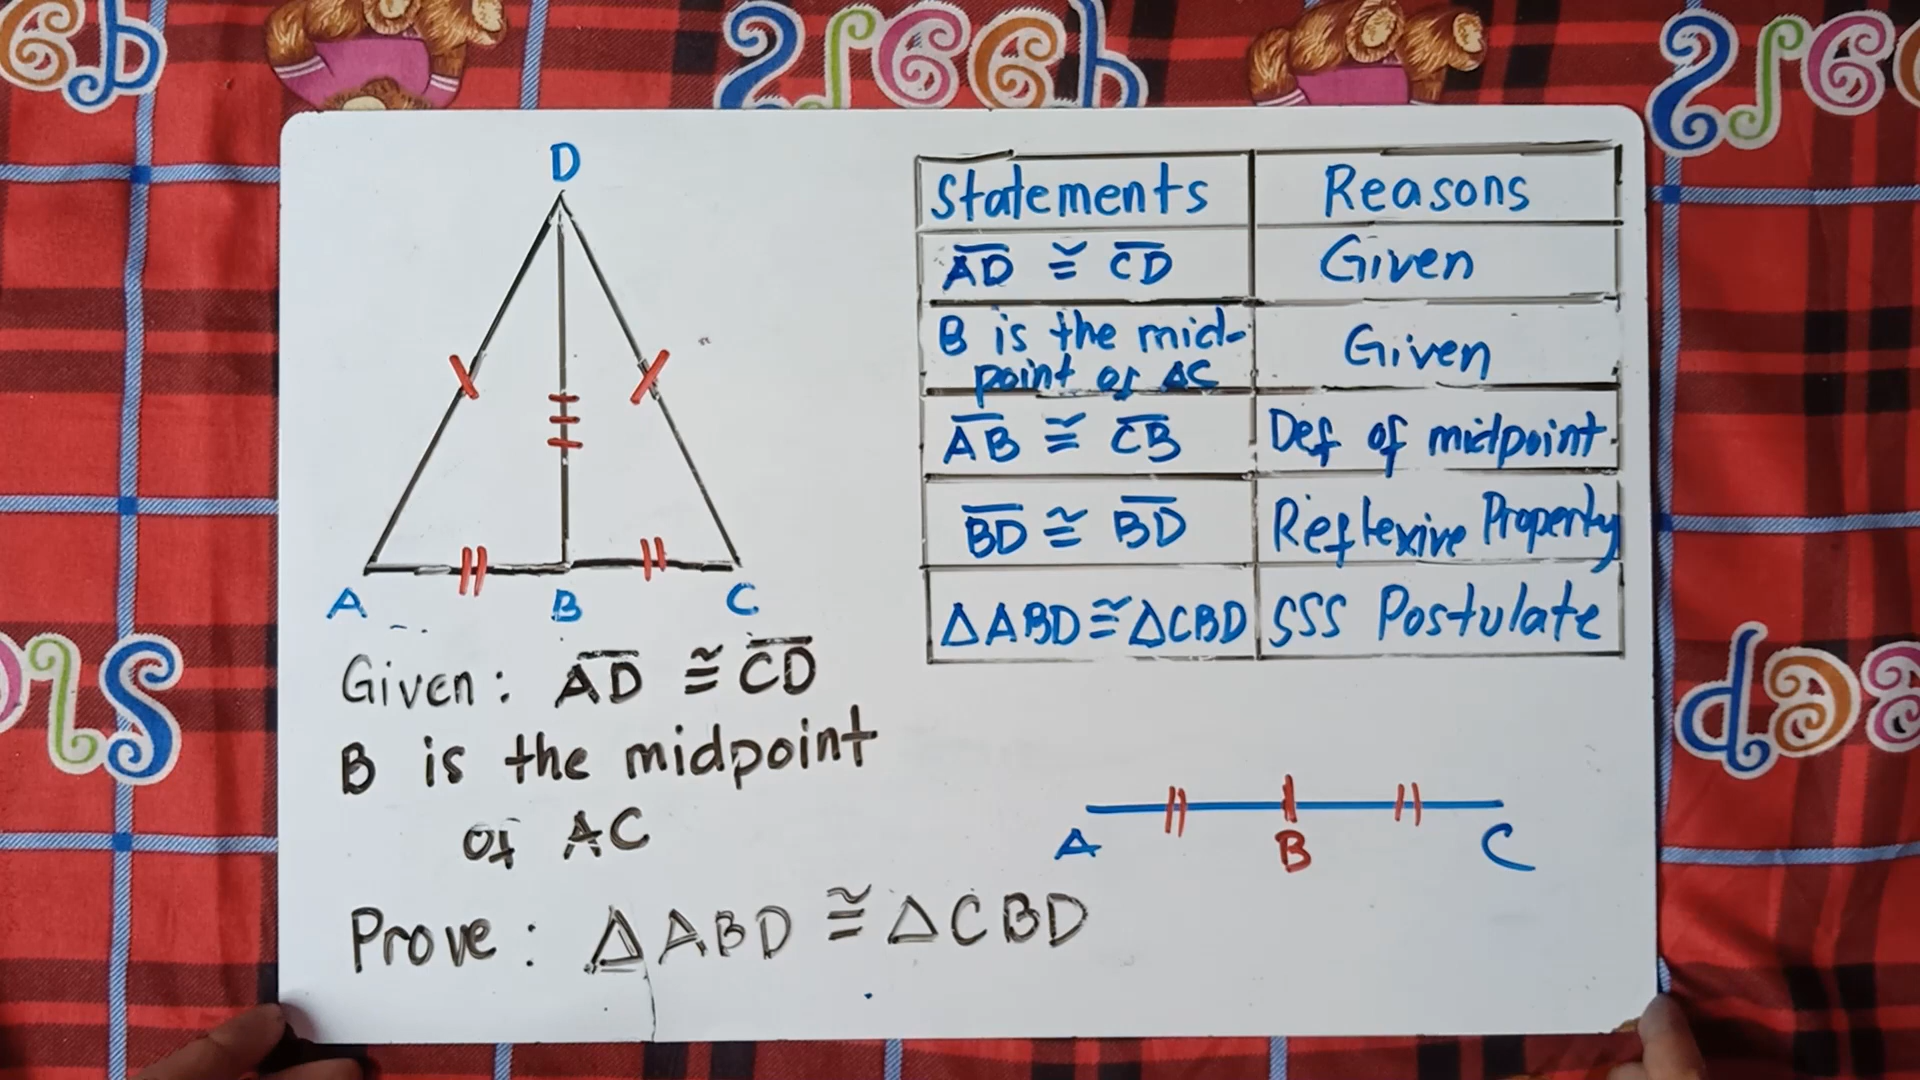 D
A B C
Given: AD ≅ CD
B is the midpoint
of AC
Prove: △ABD ≅ △CBD
Statements Reasons
AD ≅ CD Given
B is the mid-
point of AC Given
AB ≅ CB Def of midpoint
BD ≅ BD Reflexive Property
△ABD ≅ △CBD SSS Postulate
A B C